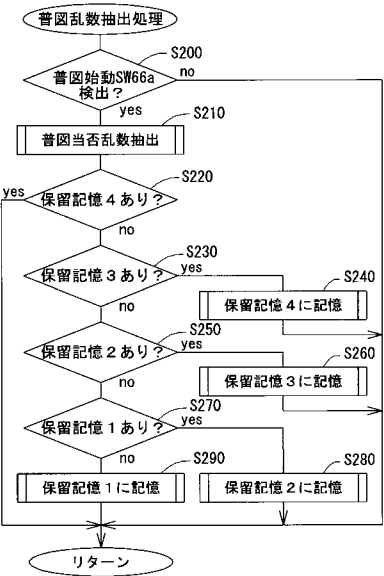 普図乱数抽出処理
S200
普図始動SW66a
検出？
no
yes
S210
普図当否乱数抽出
S220
yes
保留記憶４あり？
no
S230
保留記憶３あり？
yes
S240
no
保留記憶４に記憶
S250
保留記憶２あり？
yes
S260
no
保留記憶３に記憶
S270
保留記憶１あり？
yes
no
S290
S280
保留記憶１に記憶
保留記憶２に記憶
リターン